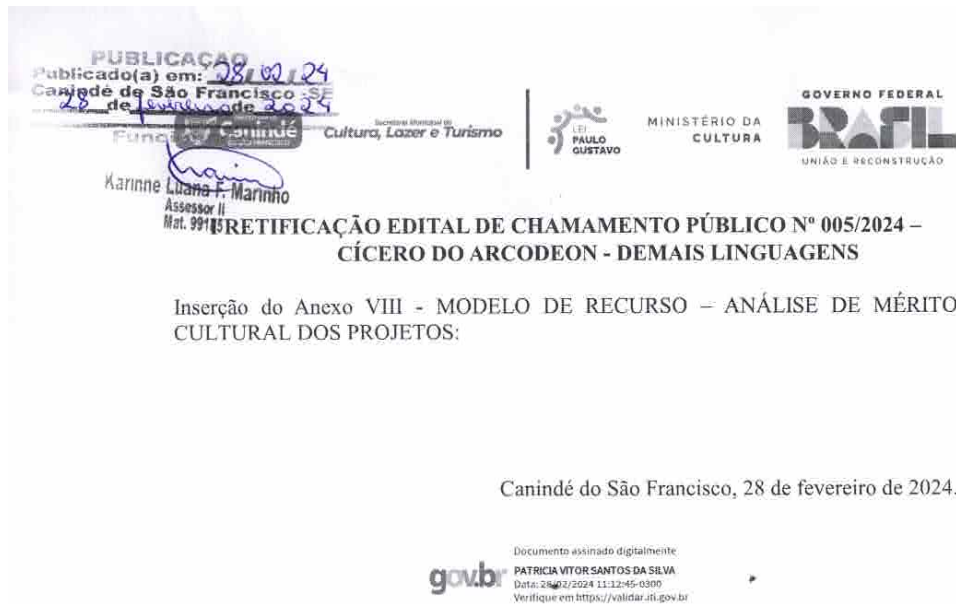 PUBLICAÇÃO
Publicado(a) em: 28/02/24
Canindé de São Francisco -SE
28 de fevereiro de 2024
Func
Canindé
Secretaria Municipal de
Cultura, Lazer e Turismo
LEI
PAULO
GUSTAVO
MINISTÉRIO DA
CULTURA
GOVERNO FEDERAL
BRASIL
UNIÃO E RECONSTRUÇÃO
Karinne Luana F. Marinho
Assessor II
Mat. 99185
RETIFICAÇÃO EDITAL DE CHAMAMENTO PÚBLICO Nº 005/2024 –
CÍCERO DO ARCODEON - DEMAIS LINGUAGENS
Inserção do Anexo VIII - MODELO DE RECURSO – ANÁLISE DE MÉRITO
CULTURAL DOS PROJETOS:
Canindé do São Francisco, 28 de fevereiro de 2024.
gov.br
Documento assinado digitalmente
PATRICIA VITOR SANTOS DA SILVA
Data: 28/02/2024 11:12:45-0300
Verifique em https://validar.iti.gov.br